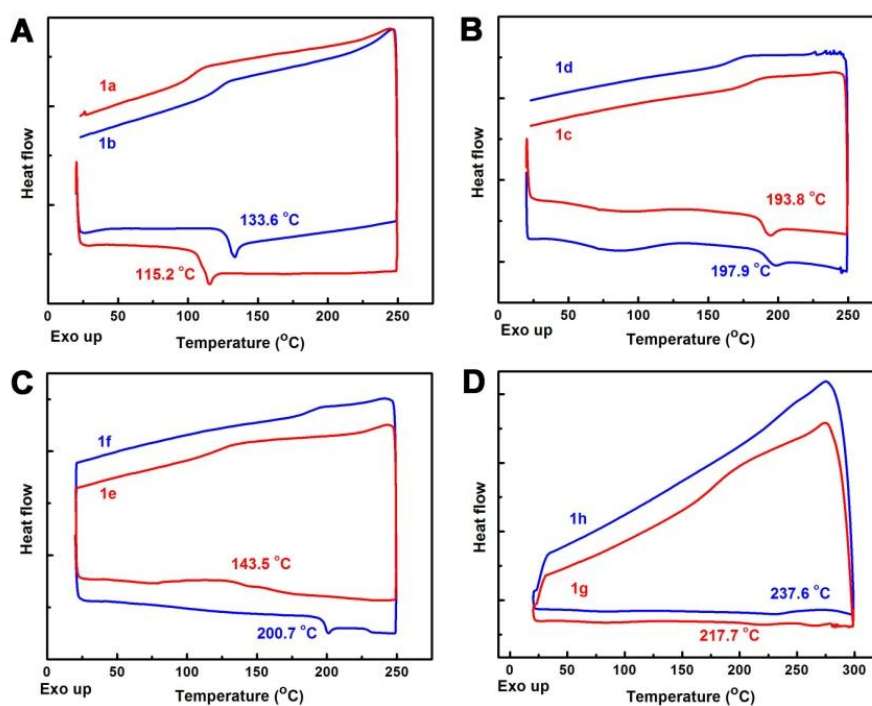 A
Heat flow
1a
1b
133.6 °C
115.2 °C
0 50 100 150 200 250
Exo up
Temperature (°C)
B
Heat flow
1d
1c
193.8 °C
197.9 °C
0 50 100 150 200 250
Exo up
Temperature (°C)
C
Heat flow
1f
1e
143.5 °C
200.7 °C
0 50 100 150 200 250
Exo up
Temperature (°C)
D
Heat flow
1h
1g
237.6 °C
217.7 °C
0 50 100 150 200 250 300
Exo up
Temperature (°C)